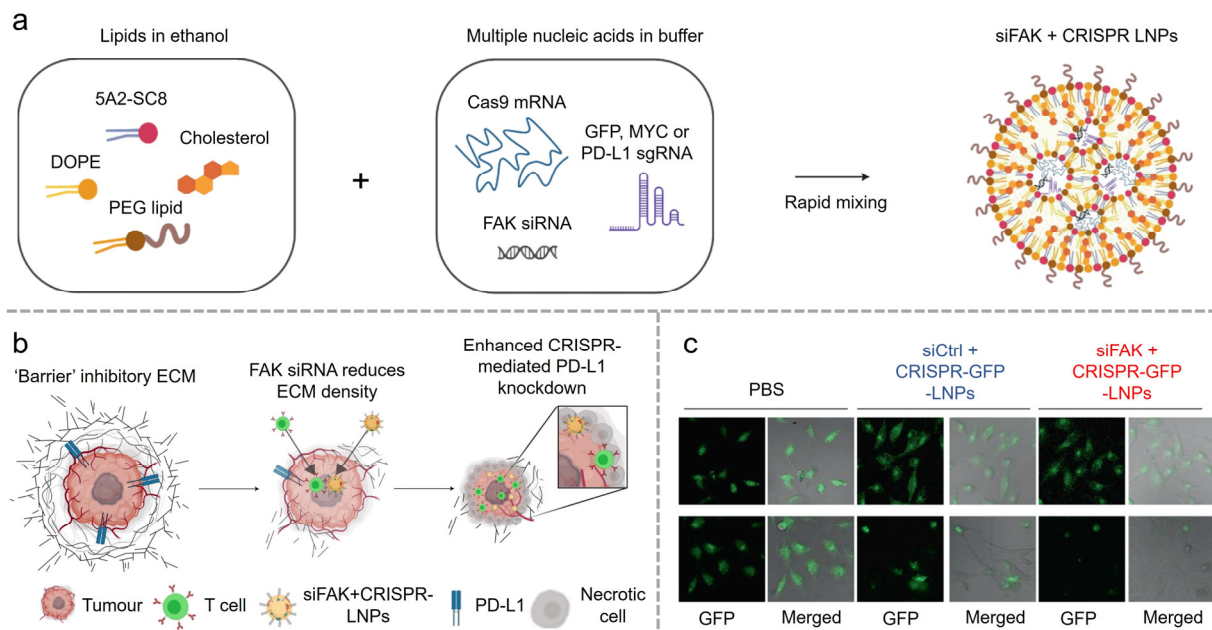 a
Lipids in ethanol
5A2-SC8
Cholesterol
DOPE
PEG lipid
+
Multiple nucleic acids in buffer
Cas9 mRNA
GFP, MYC or
PD-L1 sgRNA
FAK siRNA
Rapid mixing
siFAK + CRISPR LNPs
b
'Barrier' inhibitory ECM
FAK siRNA reduces
ECM density
Enhanced CRISPR-
mediated PD-L1
knockdown
Tumour
T cell
siFAK+CRISPR-
LNPs
PD-L1
Necrotic
cell
c
PBS
siCtrl +
CRISPR-GFP
-LNPs
siFAK +
CRISPR-GFP
-LNPs
GFP Merged GFP Merged GFP Merged